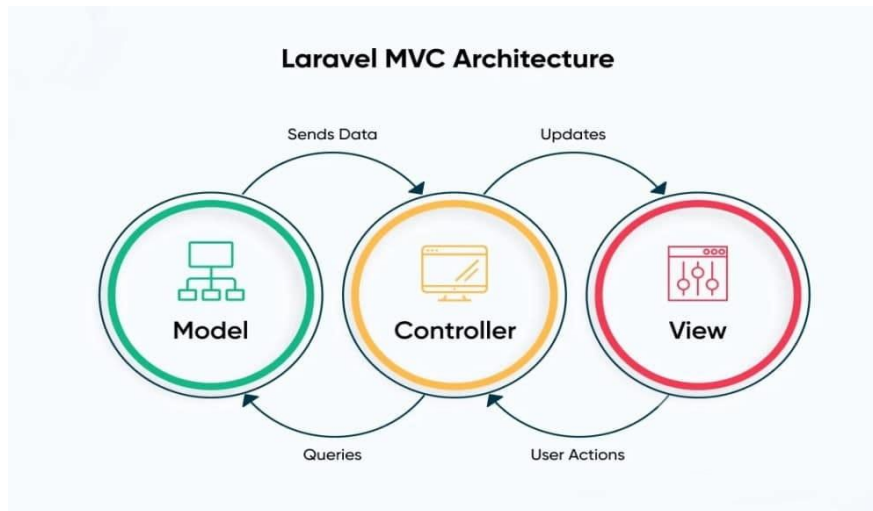 Laravel MVC Architecture
Sends Data
Updates
Model
Controller
View
Queries
User Actions